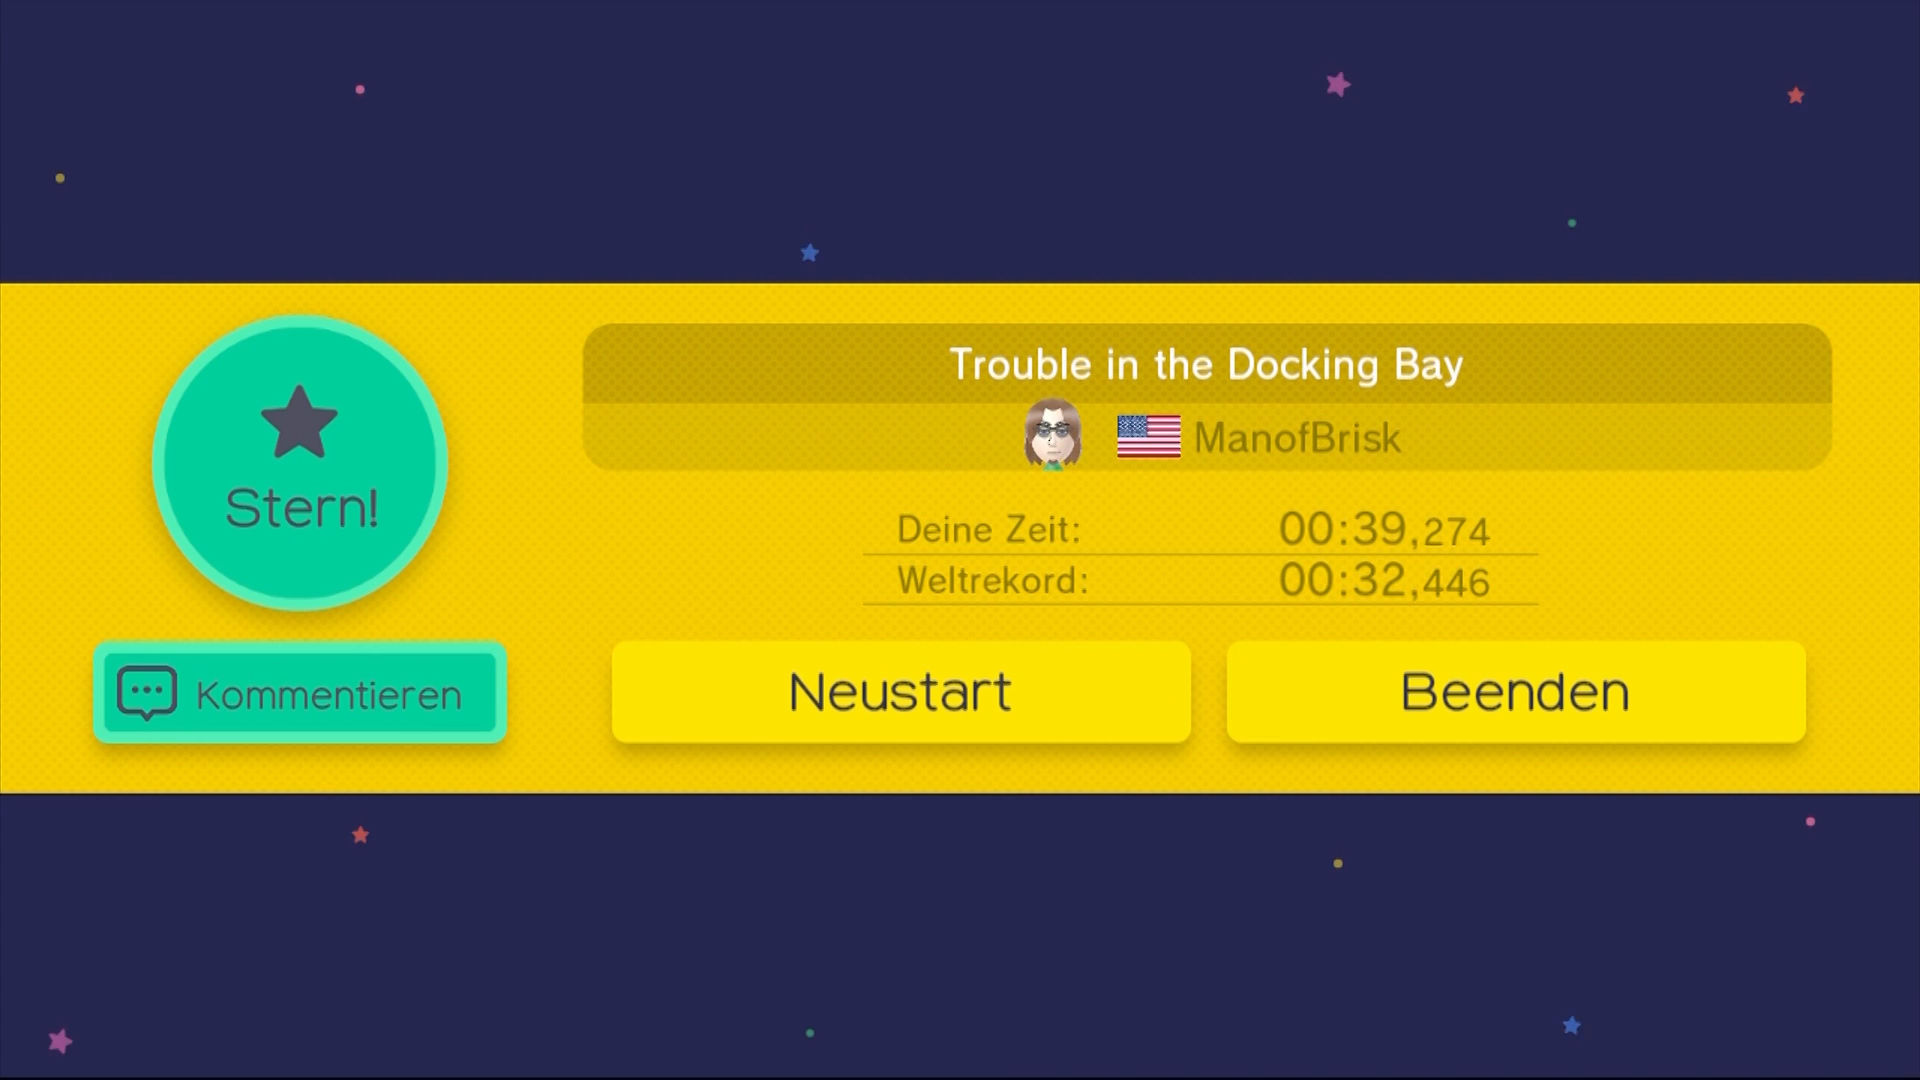 Trouble in the Docking Bay
ManofBrisk
Stern!
Deine Zeit: 00:39,274
Weltrekord: 00:32,446
Kommentieren
Neustart
Beenden